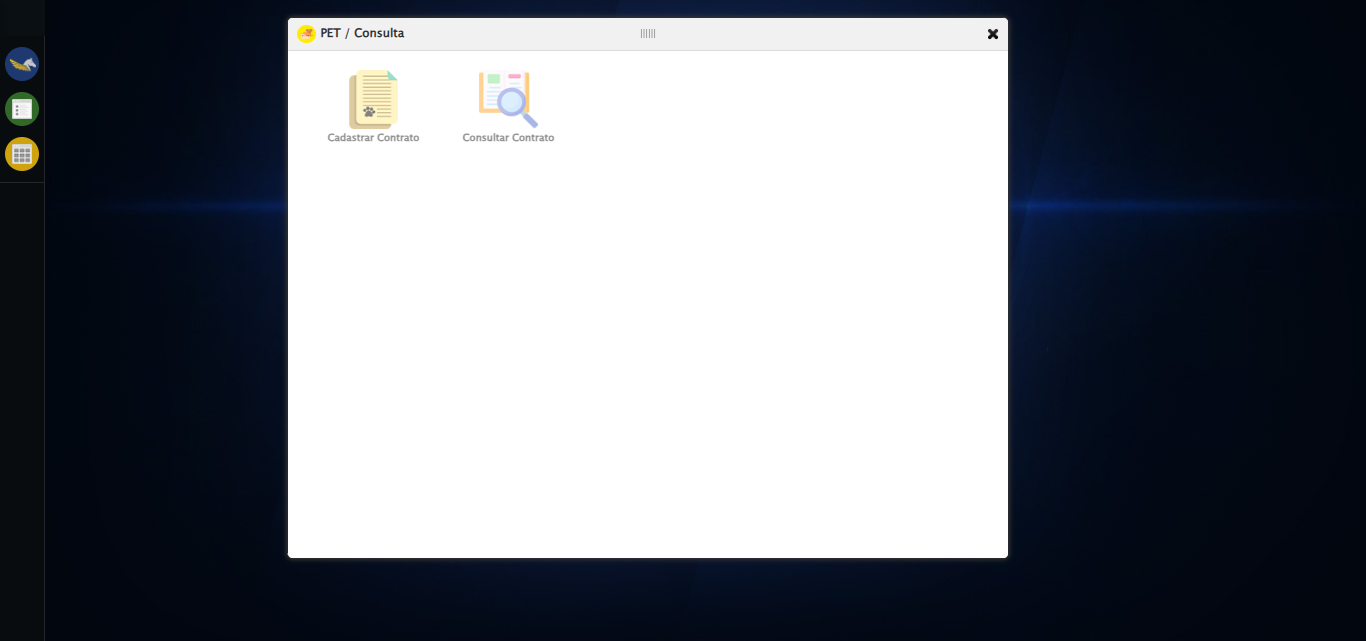 PET / Consulta
Cadastrar Contrato
Consultar Contrato